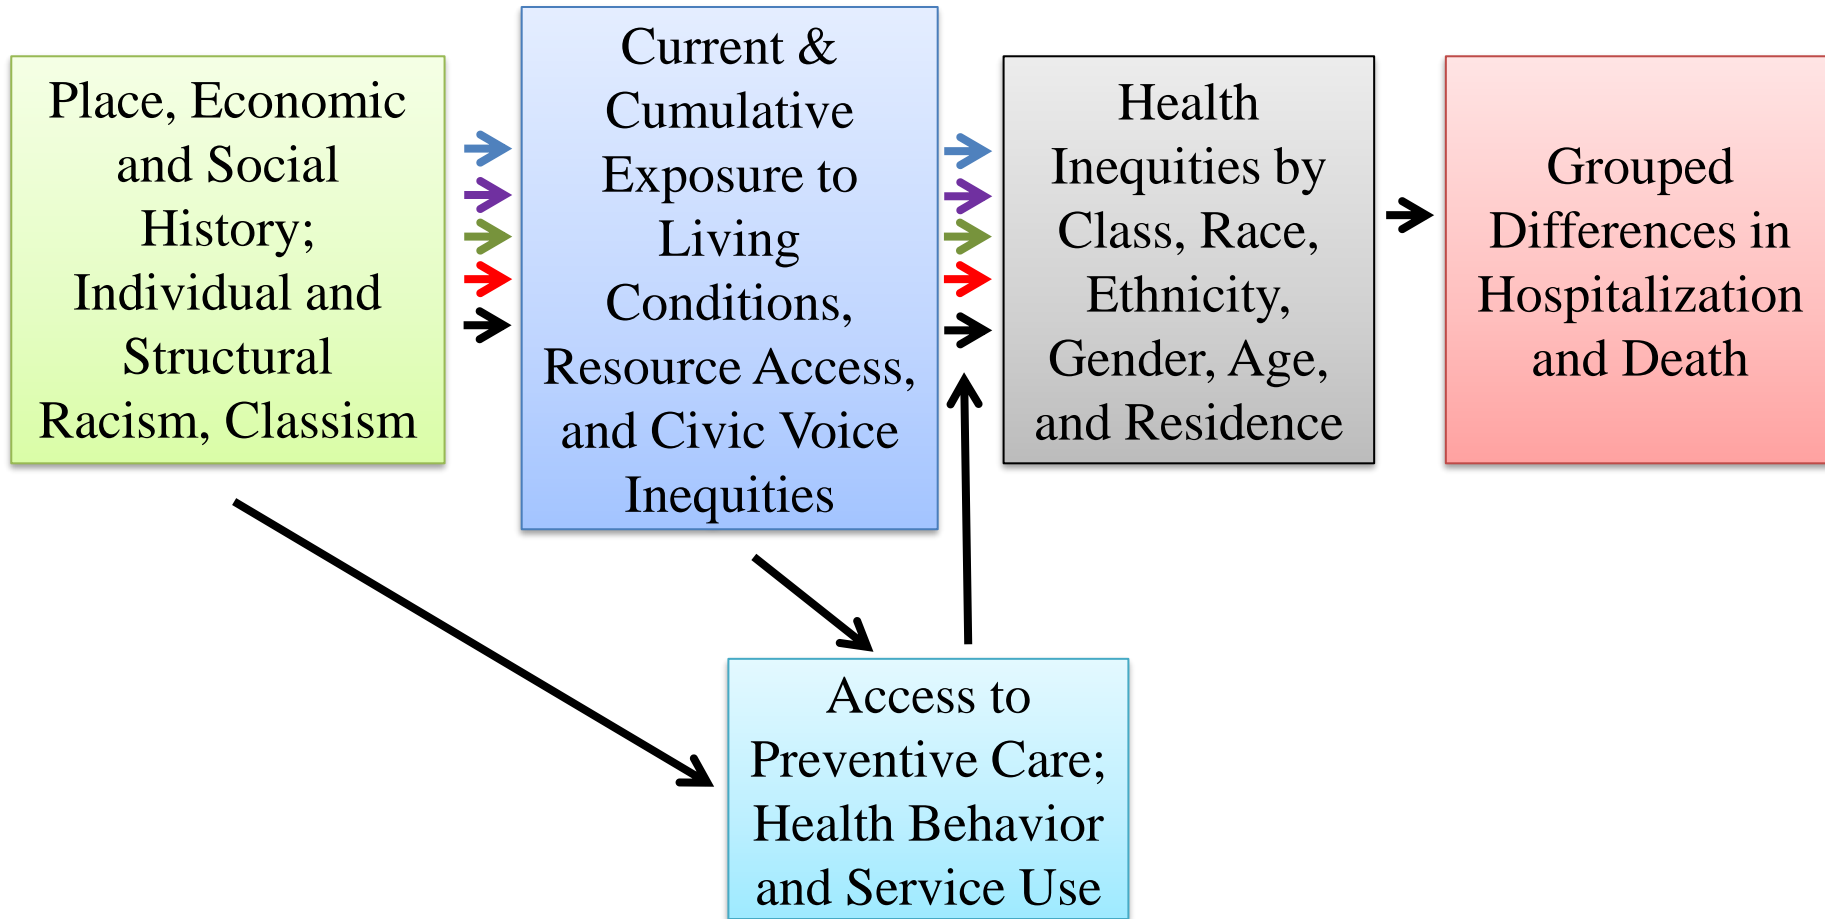 Place, Economic
and Social
History;
Individual and
Structural
Racism, Classism
Current &
Cumulative
Exposure to
Living
Conditions,
Resource Access,
and Civic Voice
Inequities
Health
Inequities by
Class, Race,
Ethnicity,
Gender, Age,
and Residence
Grouped
Differences in
Hospitalization
and Death
Access to
Preventive Care;
Health Behavior
and Service Use